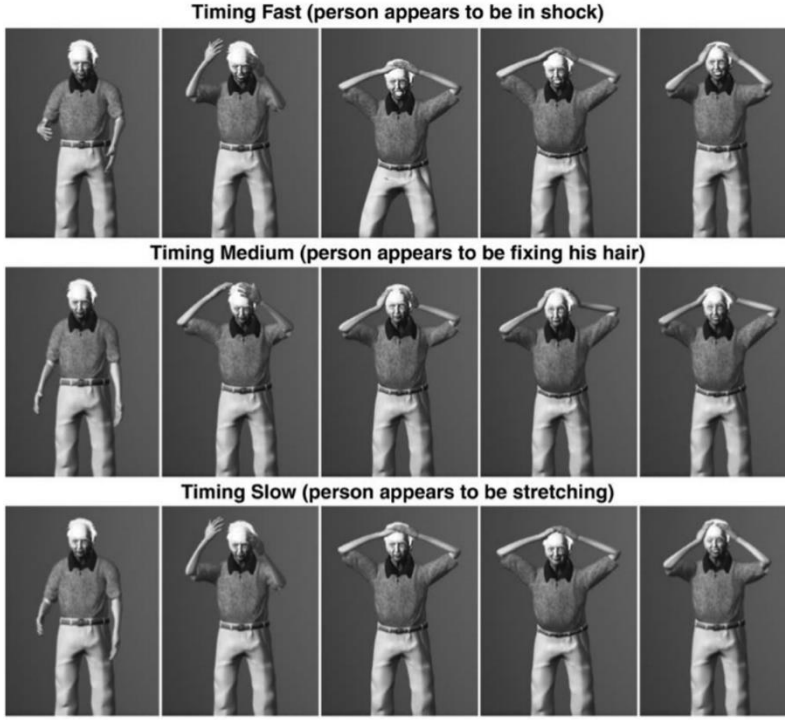 Timing Fast (person appears to be in shock)
Timing Medium (person appears to be fixing his hair)
Timing Slow (person appears to be stretching)